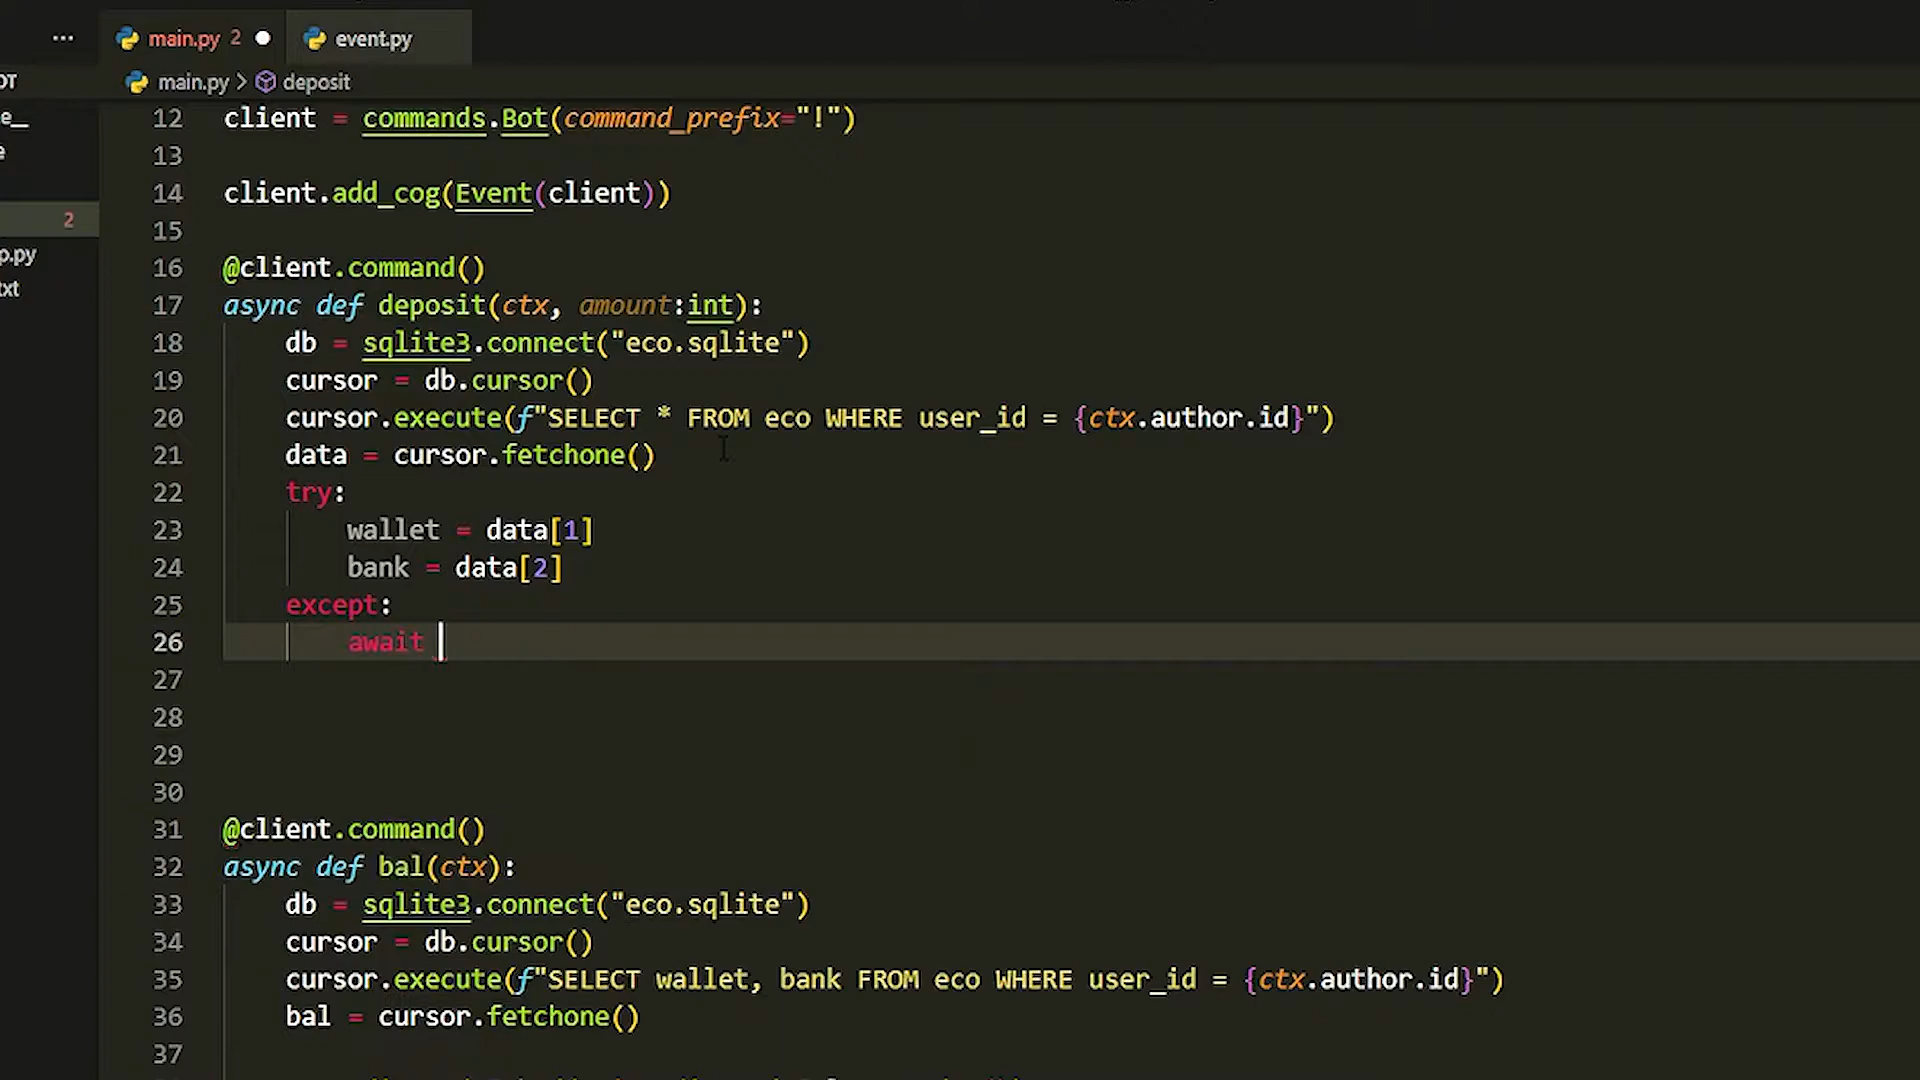 ··· main.py 2 event.py
OT main.py > deposit
e__
e
2
p.py
txt
12 client = commands.Bot(command_prefix="!")
13
14 client.add_cog(Event(client))
15
16 @client.command()
17 async def deposit(ctx, amount:int):
18 db = sqlite3.connect("eco.sqlite")
19 cursor = db.cursor()
20 cursor.execute(f"SELECT * FROM eco WHERE user_id = {ctx.author.id}")
21 data = cursor.fetchone()
22 try:
23 wallet = data[1]
24 bank = data[2]
25 except:
26 await
27
28
29
30
31 @client.command()
32 async def bal(ctx):
33 db = sqlite3.connect("eco.sqlite")
34 cursor = db.cursor()
35 cursor.execute(f"SELECT wallet, bank FROM eco WHERE user_id = {ctx.author.id}")
36 bal = cursor.fetchone()
37